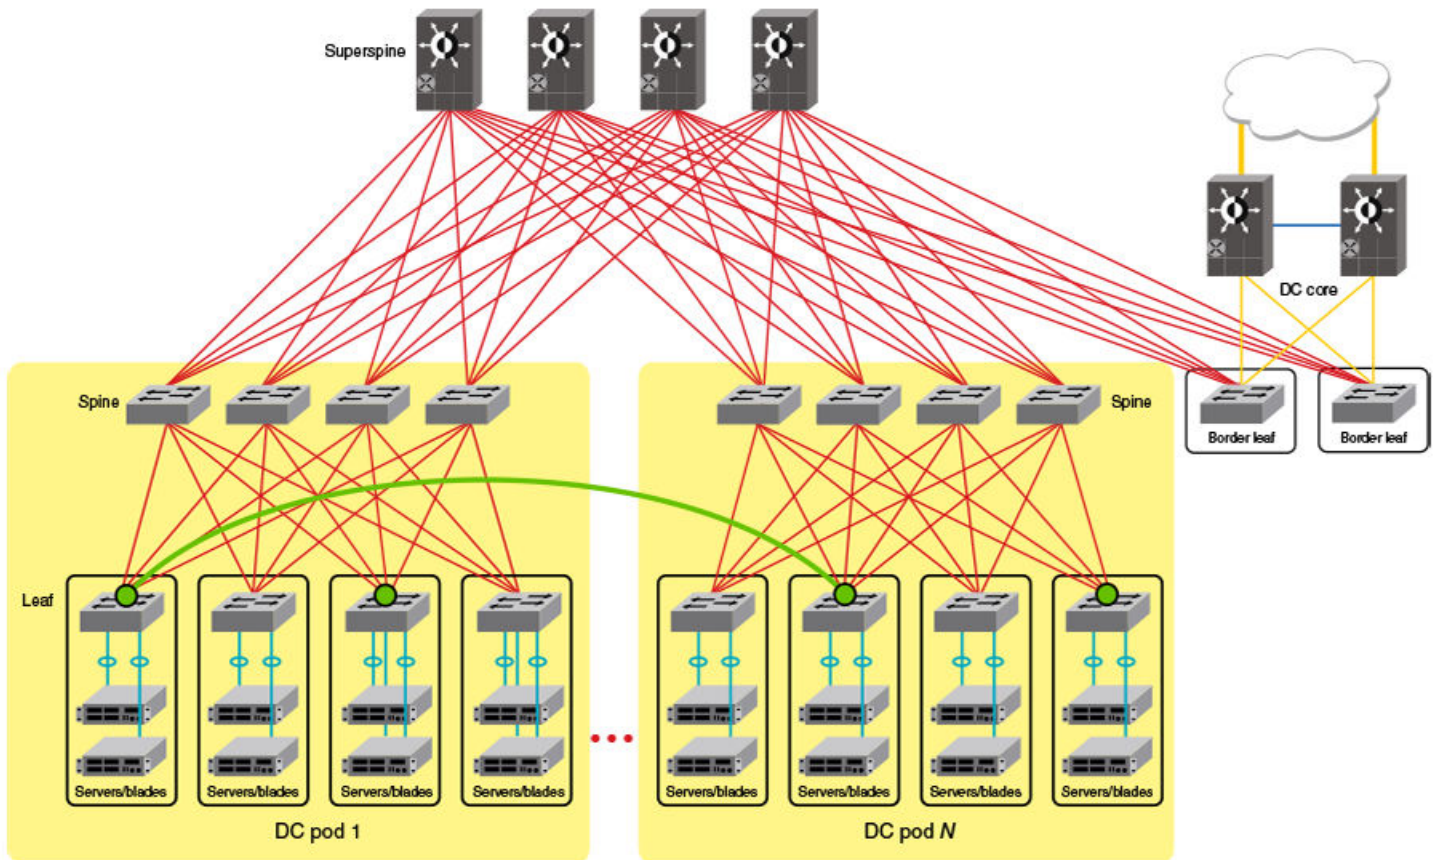 Superspine
DC core
Spine
Spine
Border leaf
Border leaf
Leaf
Servers/blades
Servers/blades
Servers/blades
Servers/blades
Servers/blades
Servers/blades
Servers/blades
Servers/blades
DC pod 1
DC pod N